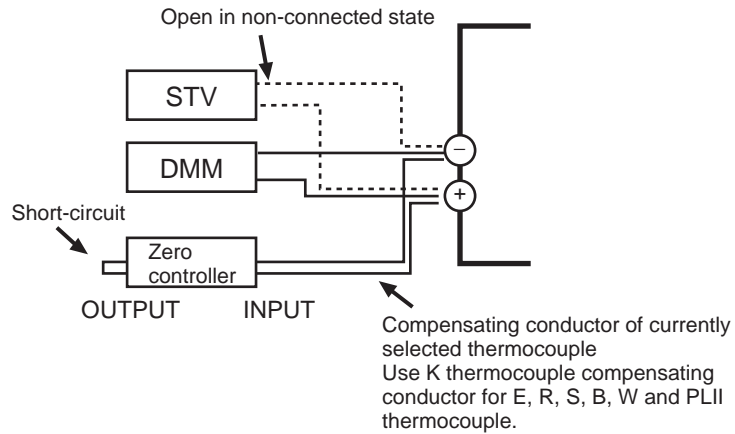 Open in non-connected state
STV
DMM
−
+
Short-circuit
Zero
controller
OUTPUT
INPUT
Compensating conductor of currently
selected thermocouple
Use K thermocouple compensating
conductor for E, R, S, B, W and PLII
thermocouple.